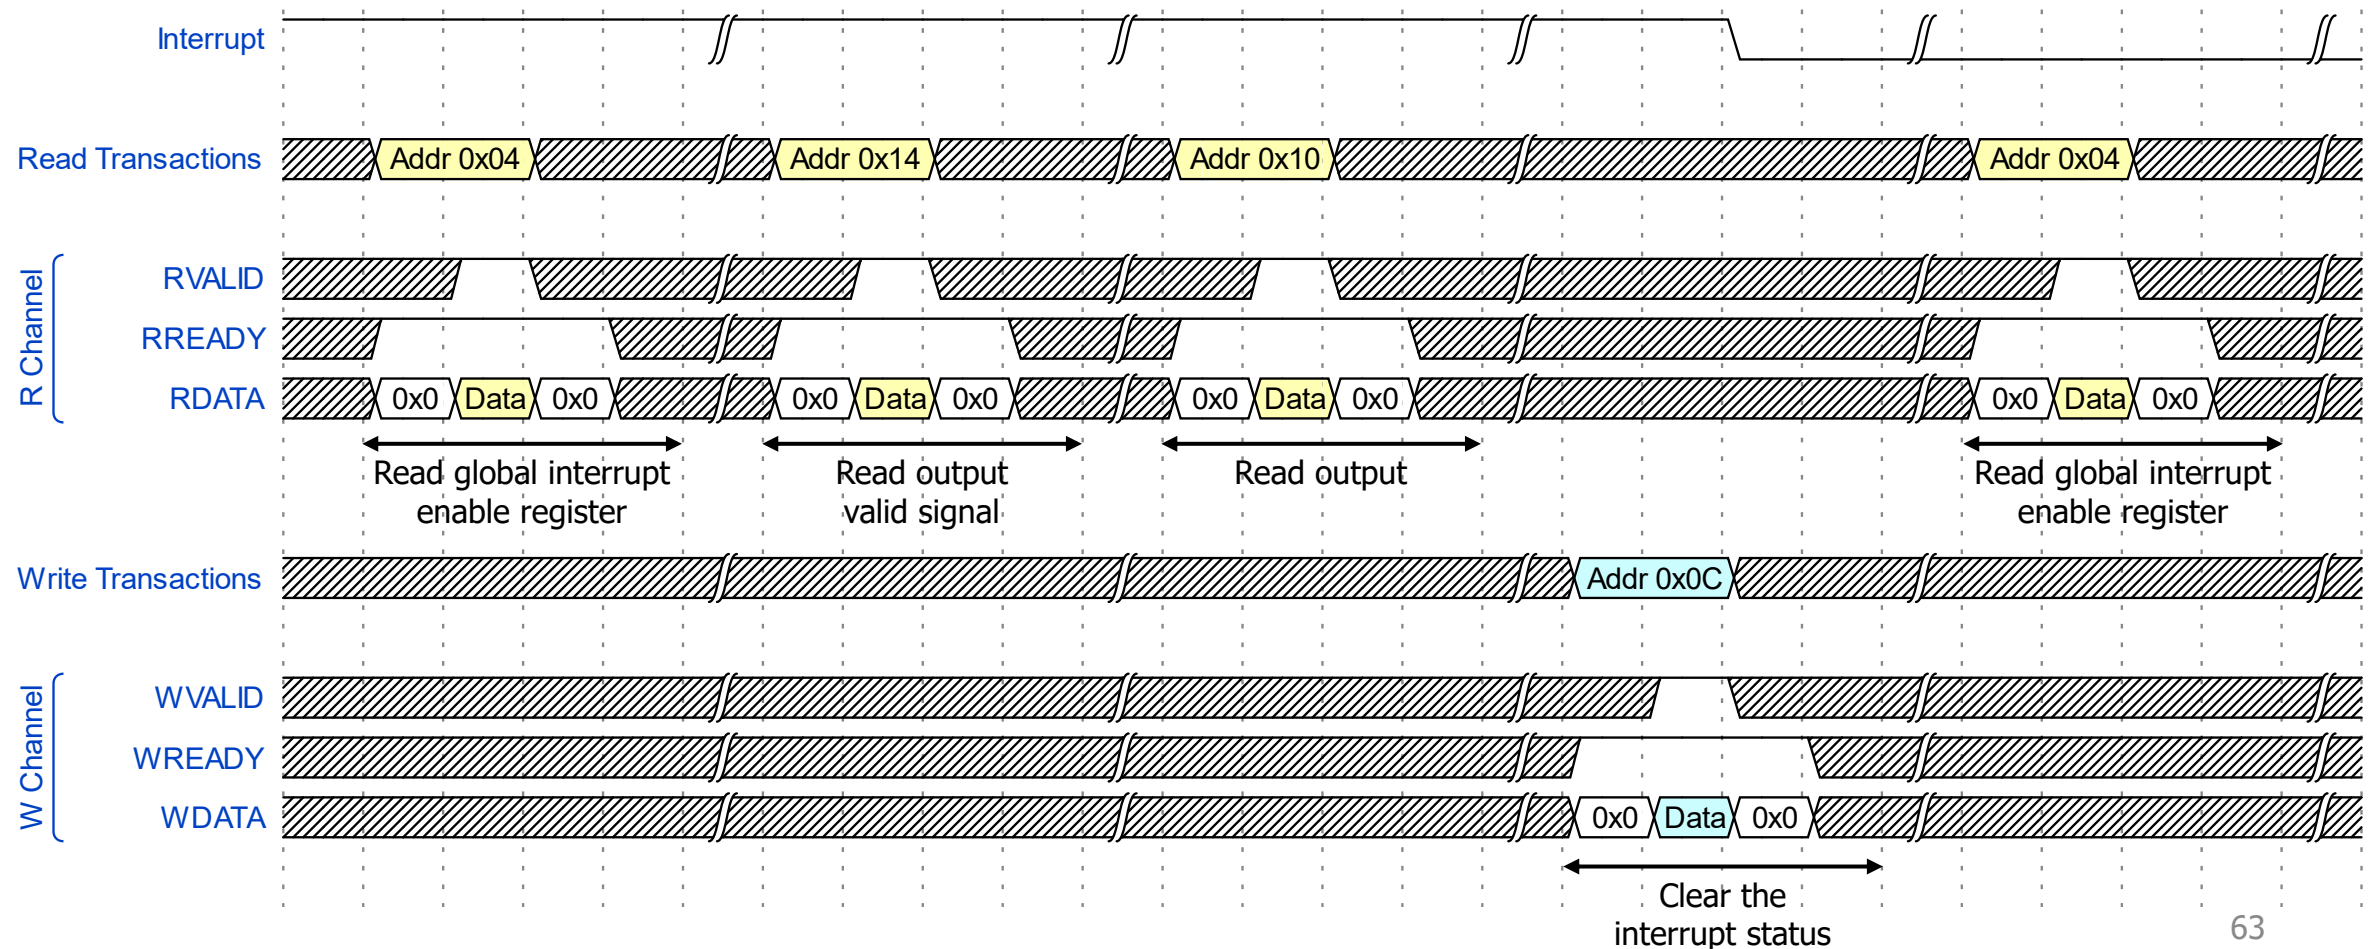 Interrupt
Read Transactions
Addr 0x04
Addr 0x14
Addr 0x10
Addr 0x04
R Channel
RVALID
RREADY
RDATA
0x0 Data 0x0
0x0 Data 0x0
0x0 Data 0x0
0x0 Data 0x0
Read global interrupt
enable register
Read output
valid signal
Read output
Read global interrupt
enable register
Write Transactions
Addr 0x0C
W Channel
WVALID
WREADY
WDATA
0x0 Data 0x0
Clear the
interrupt status
63